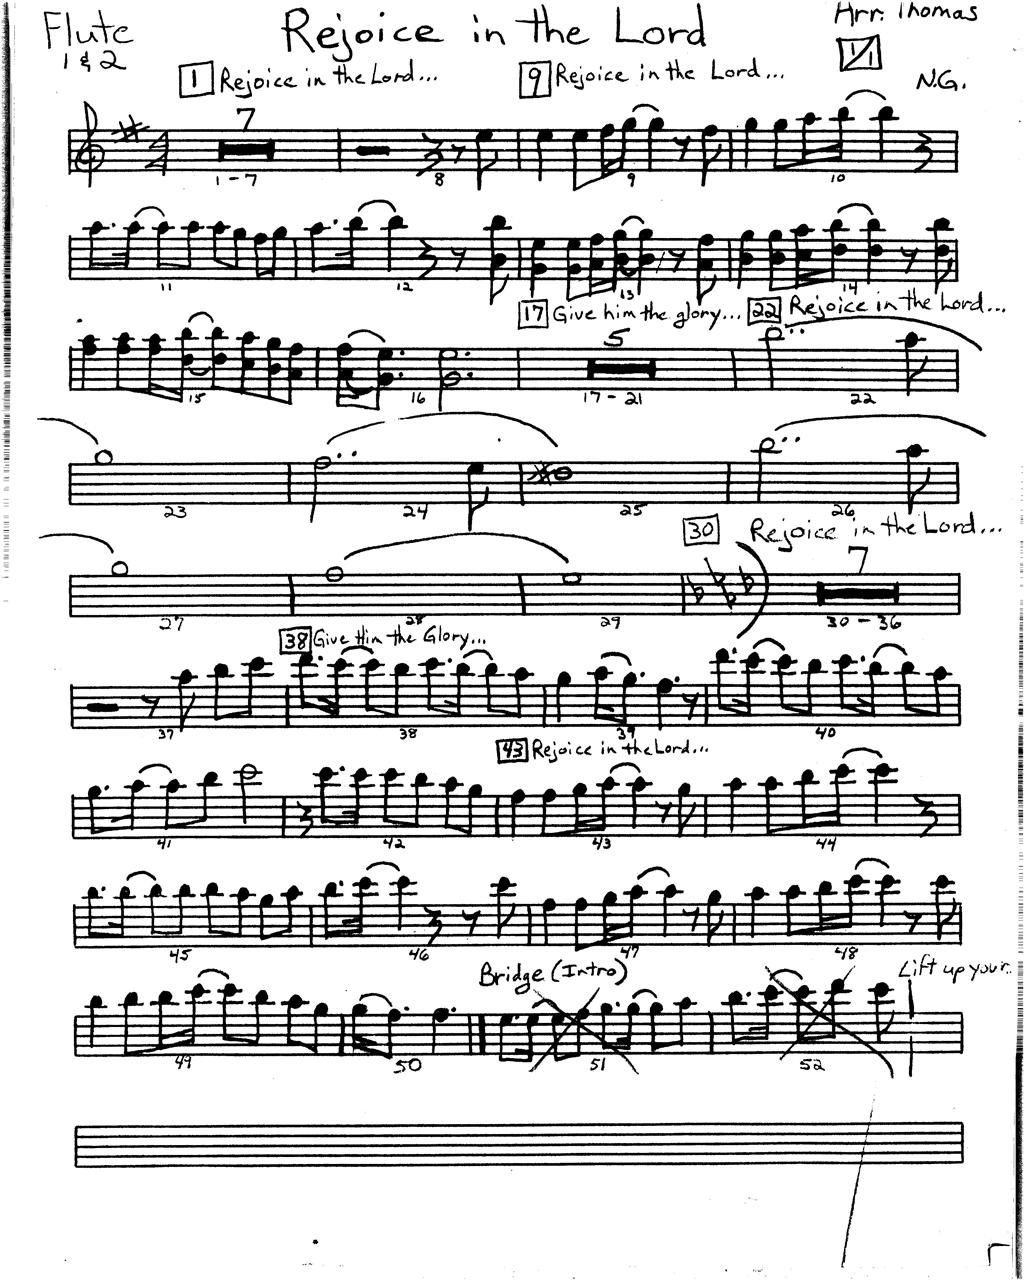 Flute
1 & 2
Rejoice in the Lord
Arr. Thomas
1/1
N.G.
1 Rejoice in the Lord...
9 Rejoice in the Lord...
7
1-7 8 9 10
11 12 13 14
17 Give him the glory...
22 Rejoice in the Lord...
5
15 16 17-21 22
23 24 25 26
30 Rejoice in the Lord...
7
27 28 29 30-36
38 Give Him the Glory...
37 38 39 40
43 Rejoice in the Lord...
41 42 43 44
45 46 47 48
Bridge (Intro)
Lift up your..
49 50 51 52